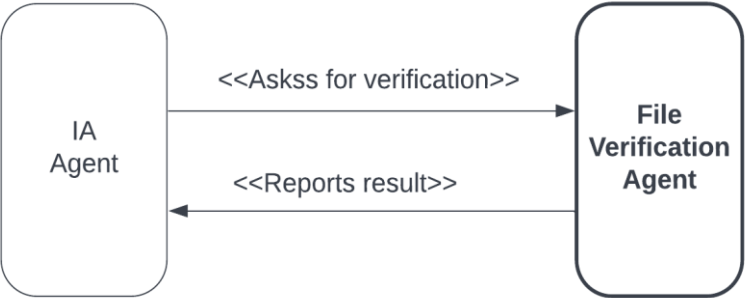 IA
Agent
<<Askss for verification>>
<<Reports result>>
File
Verification
Agent